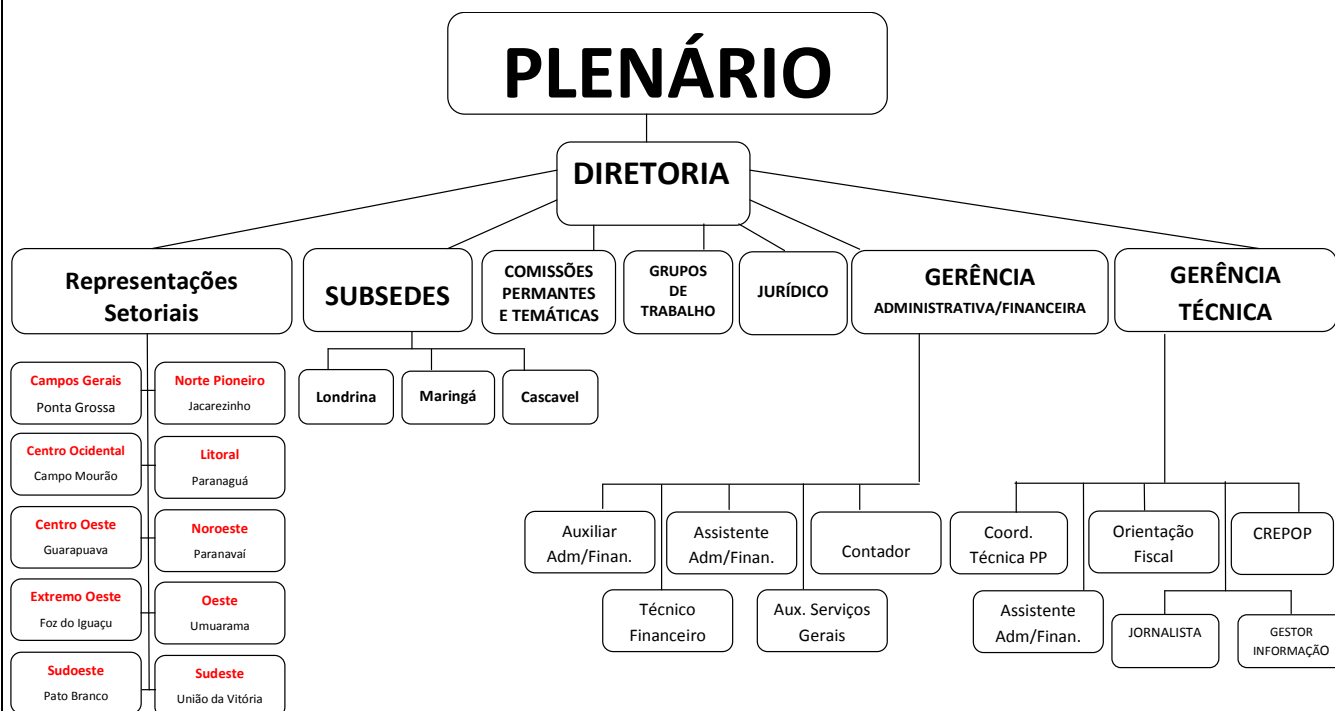 PLENÁRIO
DIRETORIA
Representações
Setoriais
SUBSEDES
COMISSÕES
PERMANTES
E TEMÁTICAS
GRUPOS
DE
TRABALHO
JURÍDICO
GERÊNCIA
ADMINISTRATIVA/FINANCEIRA
GERÊNCIA
TÉCNICA
Campos Gerais
Ponta Grossa
Norte Pioneiro
Jacarezinho
Centro Ocidental
Campo Mourão
Litoral
Paranaguá
Centro Oeste
Guarapuava
Noroeste
Paranavaí
Extremo Oeste
Foz do Iguaçu
Oeste
Umuarama
Sudoeste
Pato Branco
Sudeste
União da Vitória
Londrina
Maringá
Cascavel
Auxiliar
Adm/Finan.
Assistente
Adm/Finan.
Contador
Técnico
Financeiro
Aux. Serviços
Gerais
Coord.
Técnica PP
Orientação
Fiscal
CREPOP
Assistente
Adm/Finan.
JORNALISTA
GESTOR
INFORMAÇÃO